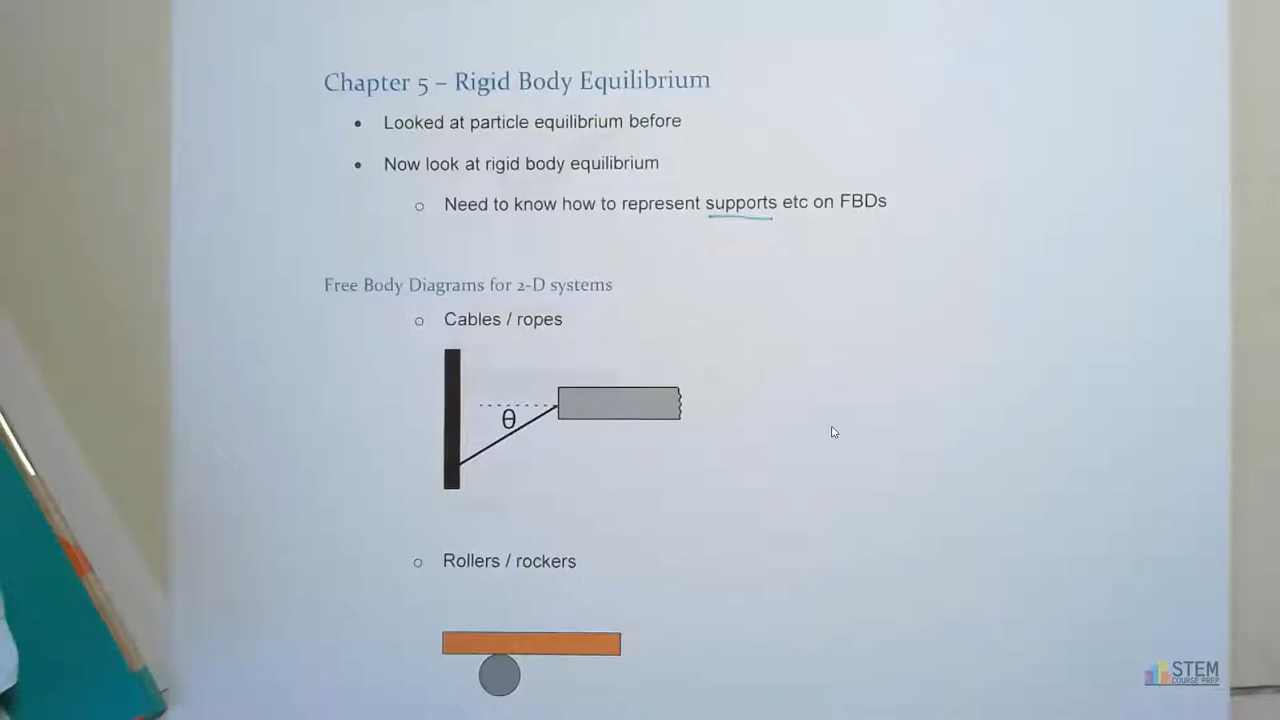 Chapter 5 – Rigid Body Equilibrium
• Looked at particle equilibrium before
• Now look at rigid body equilibrium
o Need to know how to represent supports etc on FBDs
Free Body Diagrams for 2-D systems
o Cables / ropes
θ
o Rollers / rockers
STEM
COURSE PREP